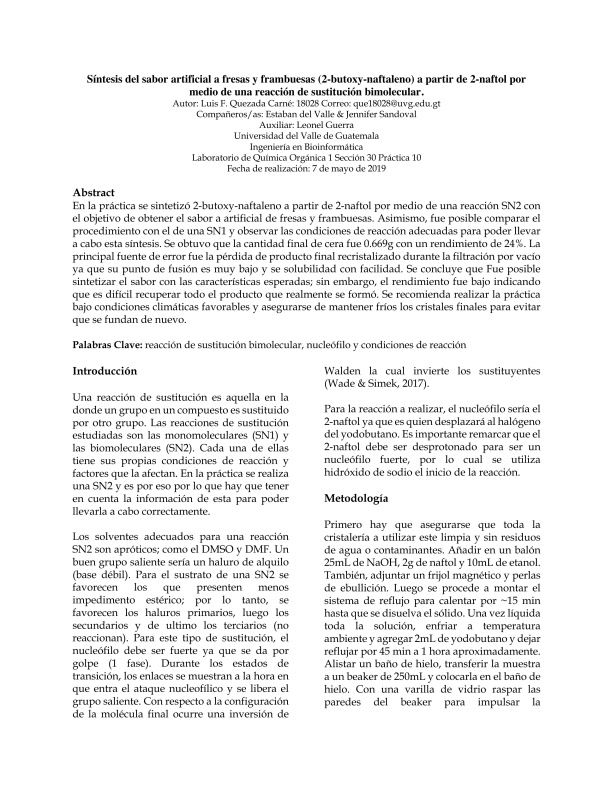 Síntesis del sabor artificial a fresas y frambuesas (2-butoxy-naftaleno) a partir de 2-naftol por
medio de una reacción de sustitución bimolecular.
Autor: Luis F. Quezada Carné: 18028 Correo: que18028@uvg.edu.gt
Compañeros/as: Estaban del Valle & Jennifer Sandoval
Auxiliar: Leonel Guerra
Universidad del Valle de Guatemala
Ingeniería en Bioinformática
Laboratorio de Química Orgánica 1 Sección 30 Práctica 10
Fecha de realización: 7 de mayo de 2019
Abstract
En la práctica se sintetizó 2-butoxy-naftaleno a partir de 2-naftol por medio de una reacción SN2 con
el objetivo de obtener el sabor a artificial de fresas y frambuesas. Asimismo, fue posible comparar el
procedimiento con el de una SN1 y observar las condiciones de reacción adecuadas para poder llevar
a cabo esta síntesis. Se obtuvo que la cantidad final de cera fue 0.669g con un rendimiento de 24%. La
principal fuente de error fue la pérdida de producto final recristalizado durante la filtración por vacío
ya que su punto de fusión es muy bajo y se solubilidad con facilidad. Se concluye que Fue posible
sintetizar el sabor con las características esperadas; sin embargo, el rendimiento fue bajo indicando
que es difícil recuperar todo el producto que realmente se formó. Se recomienda realizar la práctica
bajo condiciones climáticas favorables y asegurarse de mantener fríos los cristales finales para evitar
que se fundan de nuevo.
Palabras Clave: reacción de sustitución bimolecular, nucleófilo y condiciones de reacción
Introducción
Una reacción de sustitución es aquella en la
donde un grupo en un compuesto es sustituido
por otro grupo. Las reacciones de sustitución
estudiadas son las monomoleculares (SN1) y
las biomoleculares (SN2). Cada una de ellas
tiene sus propias condiciones de reacción y
factores que la afectan. En la práctica se realiza
una SN2 y es por eso por lo que hay que tener
en cuenta la información de esta para poder
llevarla a cabo correctamente.
Los solventes adecuados para una reacción
SN2 son apróticos; como el DMSO y DMF. Un
buen grupo saliente sería un haluro de alquilo
(base débil). Para el sustrato de una SN2 se
favorecen los que presenten menos
impedimento estérico; por lo tanto, se
favorecen los haluros primarios, luego los
secundarios y de ultimo los terciarios (no
reaccionan). Para este tipo de sustitución, el
nucleófilo debe ser fuerte ya que se da por
golpe (1 fase). Durante los estados de
transición, los enlaces se muestran a la hora en
que entra el ataque nucleofílico y se libera el
grupo saliente. Con respecto a la configuración
de la molécula final ocurre una inversión de
Walden la cual invierte los sustituyentes
(Wade & Simek, 2017).
Para la reacción a realizar, el nucleófilo sería el
2-naftol ya que es quien desplazará al halógeno
del yodobutano. Es importante remarcar que el
2-naftol debe ser desprotonado para ser un
nucleófilo fuerte, por lo cual se utiliza
hidróxido de sodio el inicio de la reacción.
Metodología
Primero hay que asegurarse que toda la
cristalería a utilizar este limpia y sin residuos
de agua o contaminantes. Añadir en un balón
25mL de NaOH, 2g de naftol y 10mL de etanol.
También, adjuntar un frijol magnético y perlas
de ebullición. Luego se procede a montar el
sistema de reflujo para calentar por ~15 min
hasta que se disuelva el sólido. Una vez líquida
toda la solución, enfriar a temperatura
ambiente y agregar 2mL de yodobutano y dejar
reflujar por 45 min a 1 hora aproximadamente.
Alistar un baño de hielo, transferir la muestra
a un beaker de 250mL y colocarla en el baño de
hielo. Con una varilla de vidrio raspar las
paredes del beaker para impulsar la